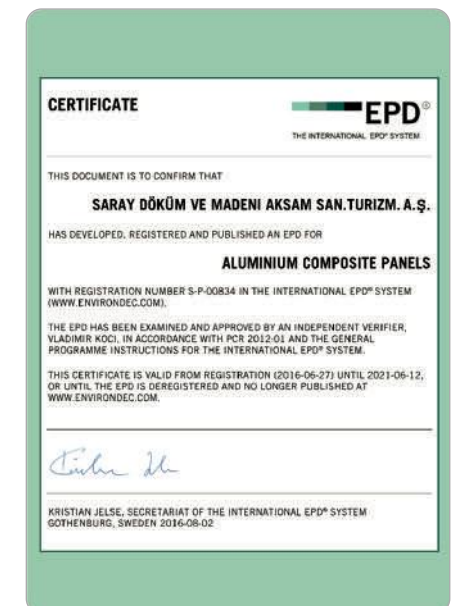 CERTIFICATE
EPD®
THE INTERNATIONAL EPD® SYSTEM
THIS DOCUMENT IS TO CONFIRM THAT
SARAY DÖKÜM VE MADENI AKSAM SAN.TURIZM. A.Ş.
HAS DEVELOPED, REGISTERED AND PUBLISHED AN EPD FOR
ALUMINIUM COMPOSITE PANELS
WITH REGISTRATION NUMBER S-P-00834 IN THE INTERNATIONAL EPD® SYSTEM
(WWW.ENVIRONDEC.COM).
THE EPD HAS BEEN EXAMINED AND APPROVED BY AN INDEPENDENT VERIFIER,
VLADIMIR KOCI, IN ACCORDANCE WITH PCR 2012:01 AND THE GENERAL
PROGRAMME INSTRUCTIONS FOR THE INTERNATIONAL EPD® SYSTEM.
THIS CERTIFICATE IS VALID FROM REGISTRATION (2016-06-27) UNTIL 2021-06-12,
OR UNTIL THE EPD IS DEREGISTERED AND NO LONGER PUBLISHED AT
WWW.ENVIRONDEC.COM.
KRISTIAN JELSE, SECRETARIAT OF THE INTERNATIONAL EPD® SYSTEM
GOTHENBURG, SWEDEN 2016-08-02